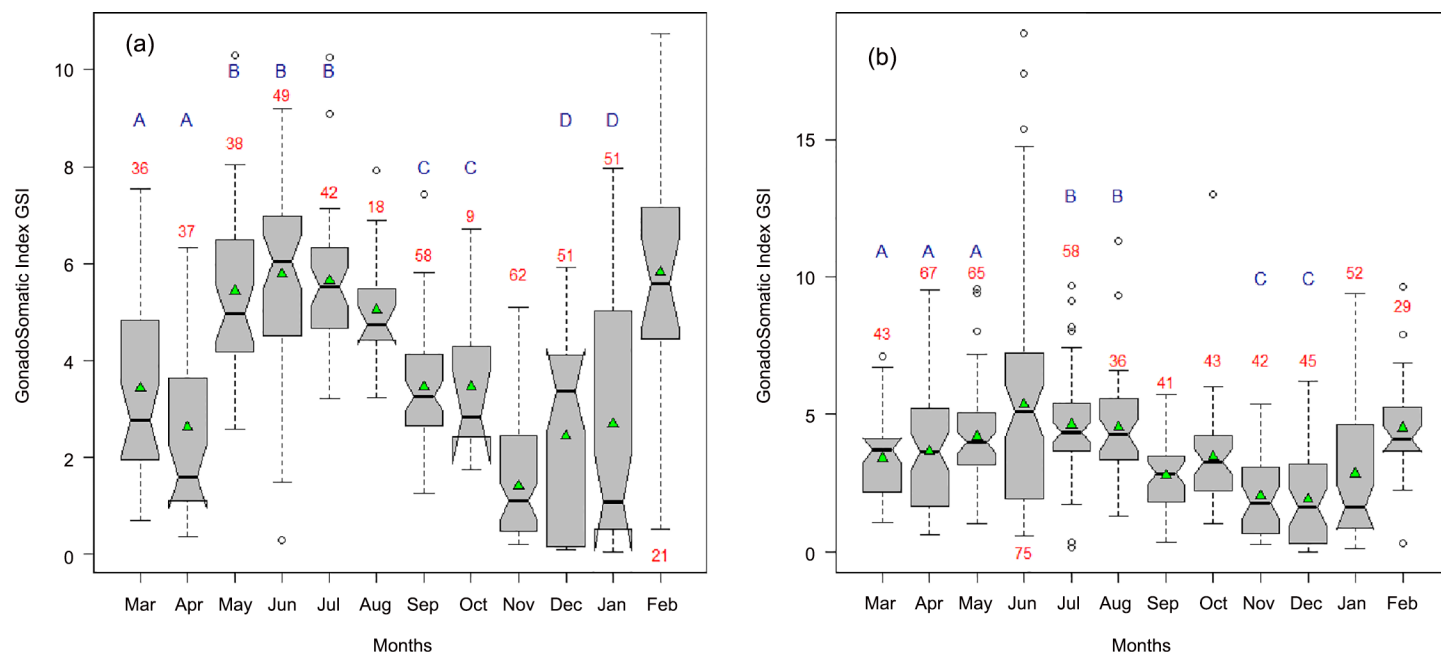 (a)
GonadoSomatic Index GSI
10
8
6
4
2
0
A A B B B C C D D
36 37 38 49 42 18 58 9 62 51 51 21
Mar Apr May Jun Jul Aug Sep Oct Nov Dec Jan Feb
Months
(b)
GonadoSomatic Index GSI
15
10
5
0
A A A B B C C
43 67 65 75 58 36 41 43 42 45 52 29
Mar Apr May Jun Jul Aug Sep Oct Nov Dec Jan Feb
Months